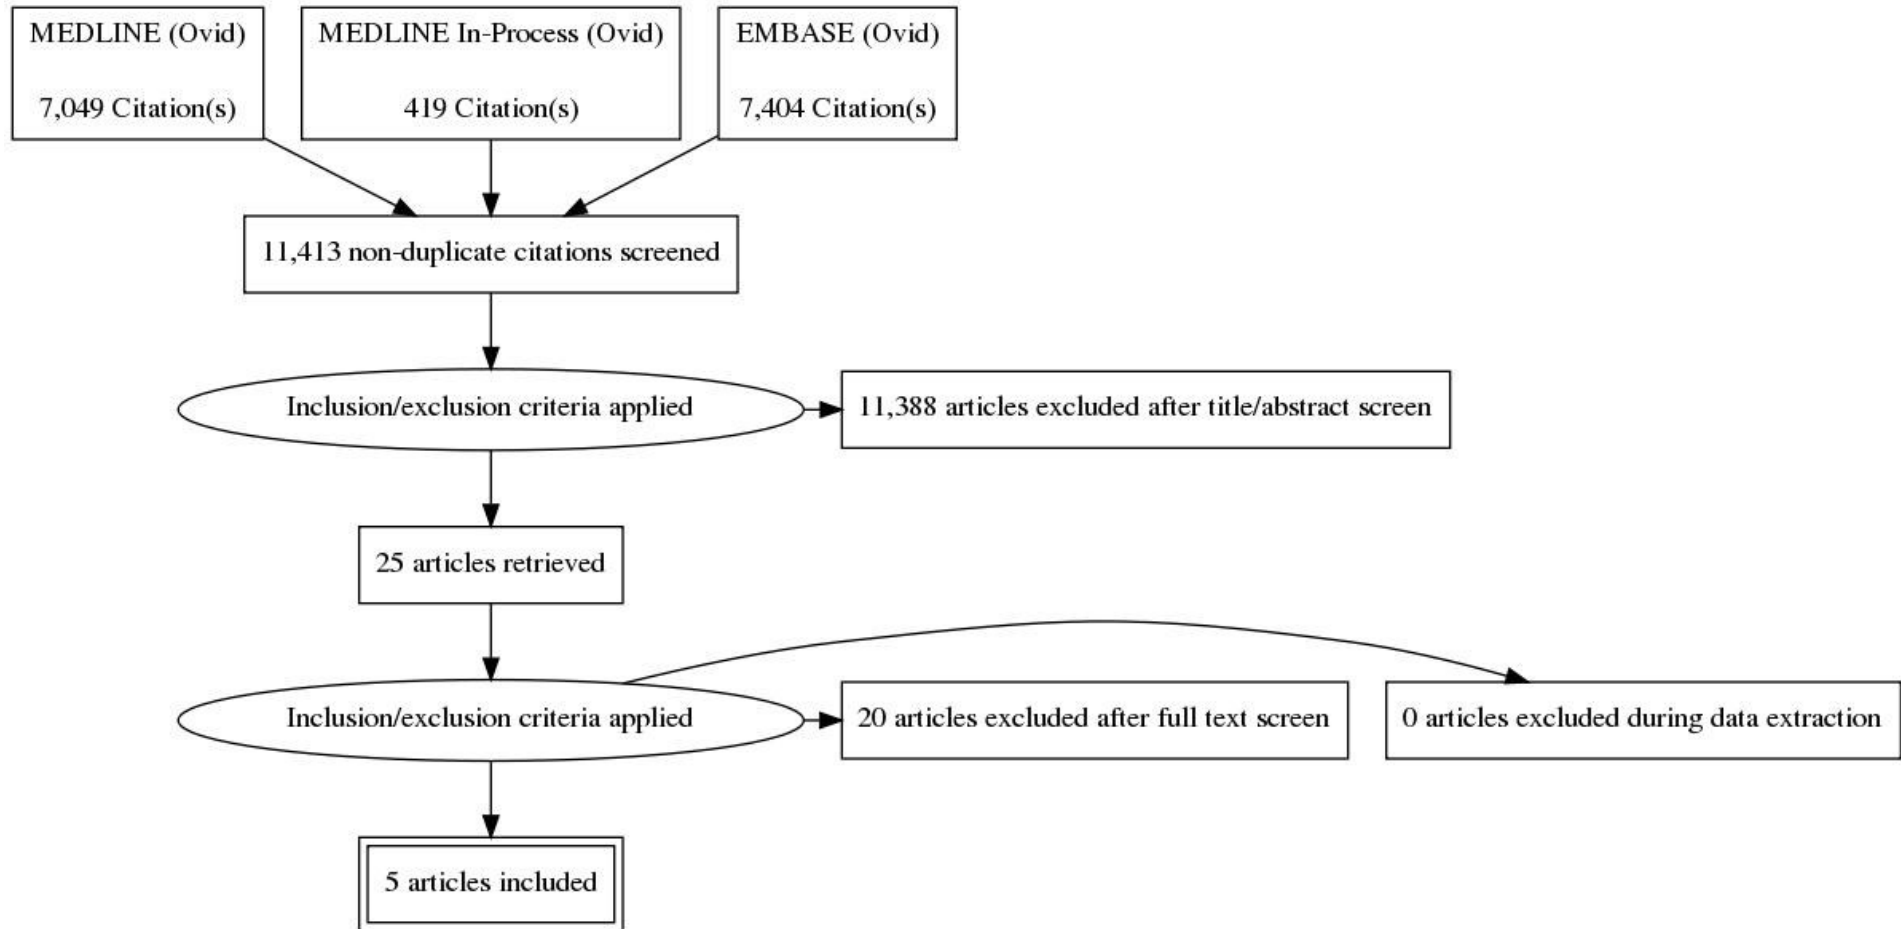 MEDLINE (Ovid)
7,049 Citation(s)
MEDLINE In-Process (Ovid)
419 Citation(s)
EMBASE (Ovid)
7,404 Citation(s)
11,413 non-duplicate citations screened
Inclusion/exclusion criteria applied
11,388 articles excluded after title/abstract screen
25 articles retrieved
Inclusion/exclusion criteria applied
20 articles excluded after full text screen
0 articles excluded during data extraction
5 articles included